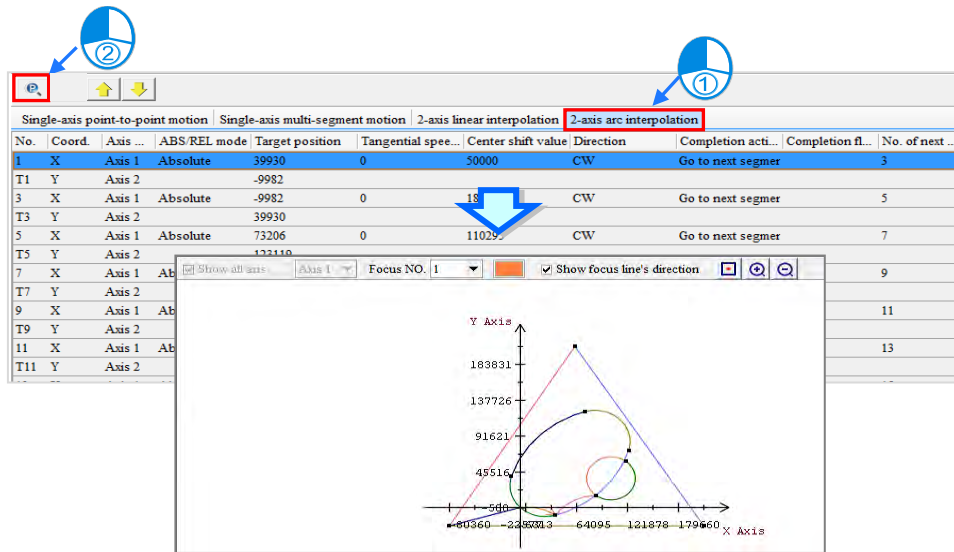 ②
①
Single-axis point-to-point motion Single-axis multi-segment motion 2-axis linear interpolation 2-axis arc interpolation
No. Coord. Axis ... ABS/REL mode Target position Tangential spee... Center shift value Direction Completion acti... Completion fl... No. of next ...
1 X Axis 1 Absolute 39930 0 50000 CW Go to next segmer 3
T1 Y Axis 2 -9982
3 X Axis 1 Absolute -9982 0 CW Go to next segmer 5
T3 Y Axis 2 39930
5 X Axis 1 Absolute 73206 0 CW Go to next segmer 7
T5 Y Axis 2
7 X Axis 1 Ab 9
T7 Y Axis 2
9 X Axis 1 Ab 11
T9 Y Axis 2
11 X Axis 1 Ab 13
T11 Y Axis 2
Show all axis Axis 1 Focus NO. 1 Show focus line's direction
Y Axis
183831
137726
91621
45516
-80360 64095 121878 179660
X Axis